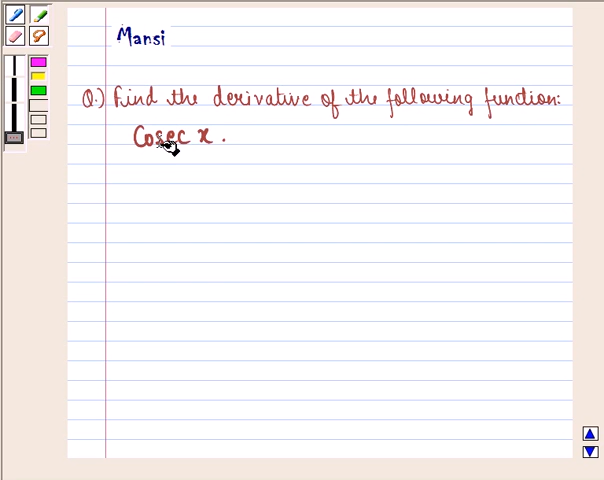 Mansi
Q.) Find the derivative of the following function:
Cosec x.